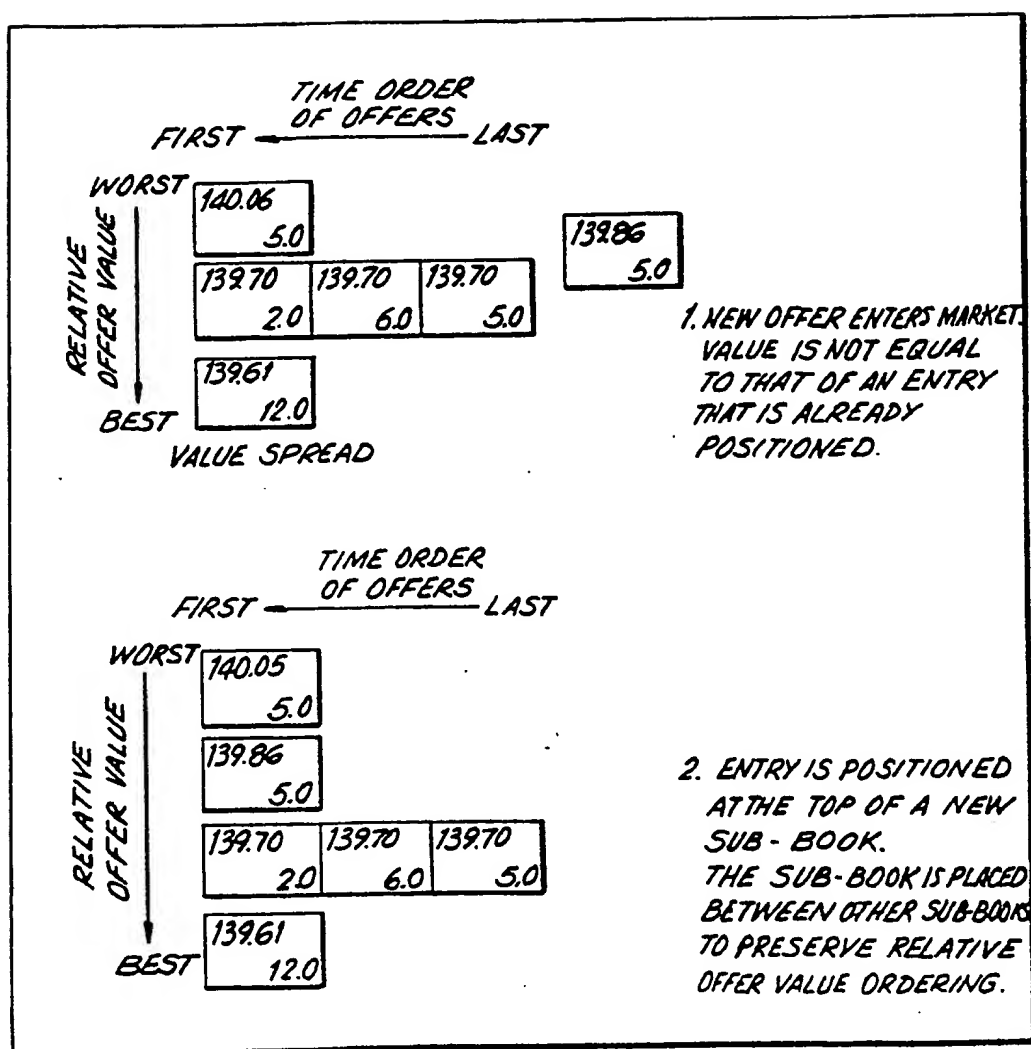 TIME ORDER
OF OFFERS
FIRST LAST
WORST
RELATIVE
OFFER VALUE
BEST
140.06
5.0
139.86
5.0
139.70 139.70 139.70
2.0 6.0 5.0
139.61
12.0
VALUE SPREAD
1. NEW OFFER ENTERS MARKET.
VALUE IS NOT EQUAL
TO THAT OF AN ENTRY
THAT IS ALREADY
POSITIONED.
TIME ORDER
OF OFFERS
FIRST LAST
WORST
RELATIVE
OFFER VALUE
BEST
140.05
5.0
139.86
5.0
139.70 139.70 139.70
2.0 6.0 5.0
139.61
12.0
2. ENTRY IS POSITIONED
AT THE TOP OF A NEW
SUB-BOOK.
THE SUB-BOOK IS PLACED
BETWEEN OTHER SUB-BOOKS
TO PRESERVE RELATIVE
OFFER VALUE ORDERING.